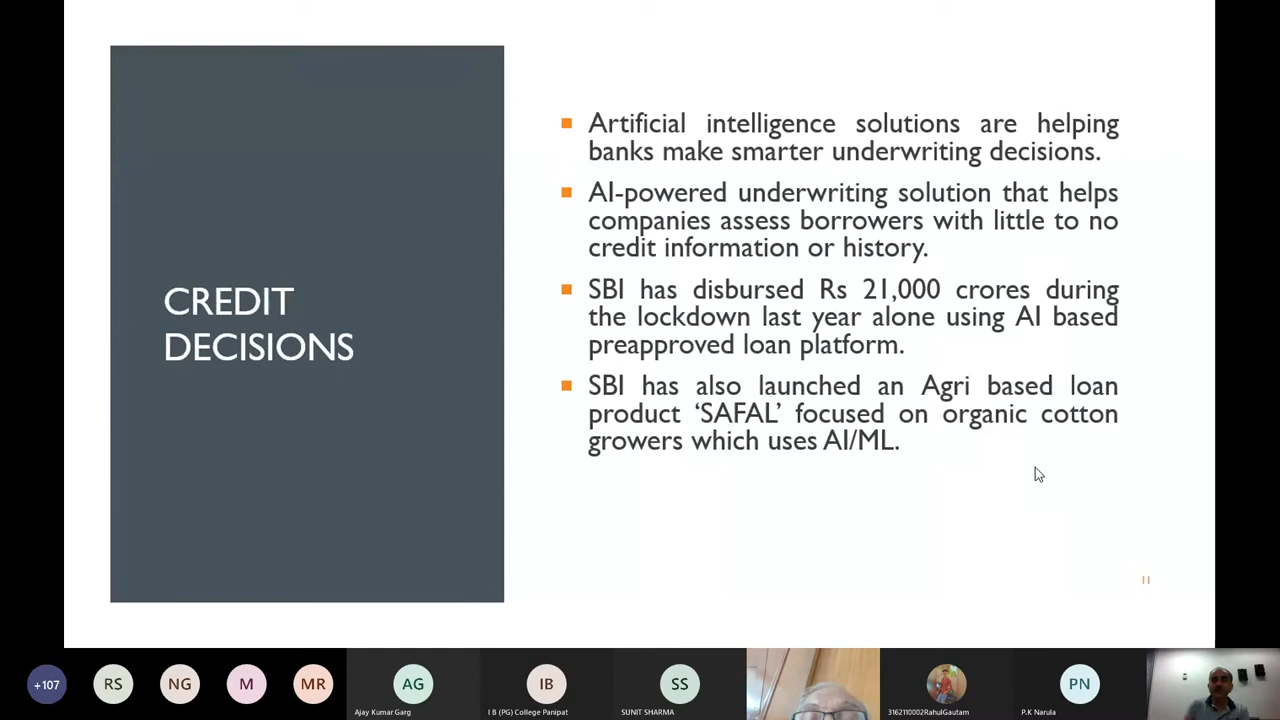 CREDIT
DECISIONS
Artificial intelligence solutions are helping
banks make smarter underwriting decisions.
AI-powered underwriting solution that helps
companies assess borrowers with little to no
credit information or history.
SBI has disbursed Rs 21,000 crores during
the lockdown last year alone using AI based
preapproved loan platform.
SBI has also launched an Agri based loan
product ‘SAFAL’ focused on organic cotton
growers which uses AI/ML.
11
+107
RS
NG
M
MR
AG
IB
SS
PN
Ajay Kumar Garg
I B (PG) College Panipat
SUNIT SHARMA
3162110002RahulGautam
P.K Narula